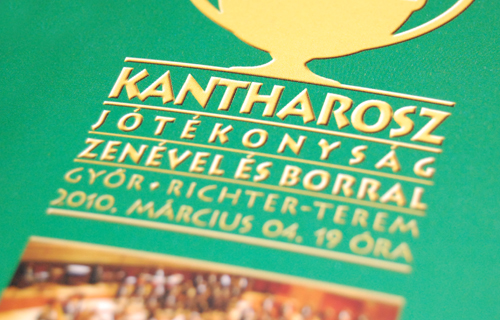 KANTHAROSZ
JÓTÉKONYSÁG
ZENÉVEL ÉS BORRAL
GYŐR • RICHTER-TEREM
2010. MÁRCIUS 04. 19 ÓRA